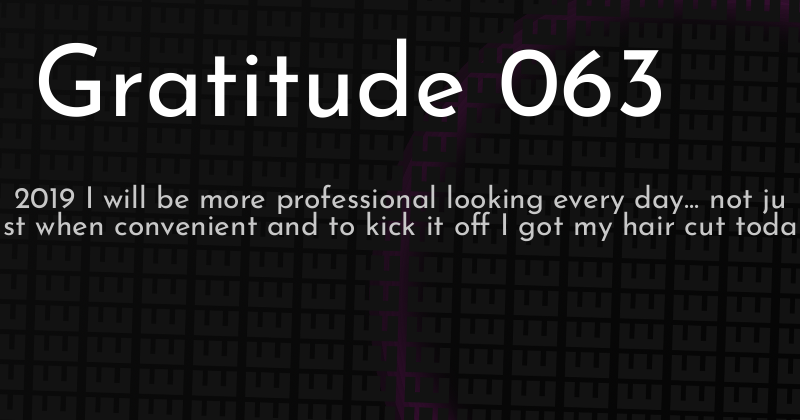 Gratitude 063
2019 I will be more professional looking every day... not ju
st when convenient and to kick it off I got my hair cut toda